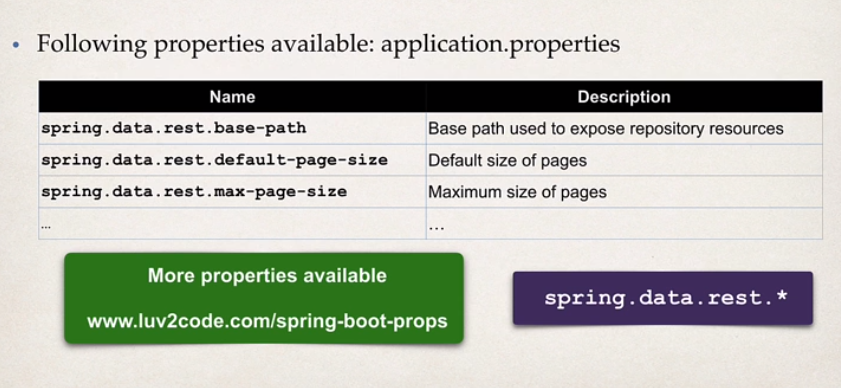 • Following properties available: application.properties
Name Description
spring.data.rest.base-path Base path used to expose repository resources
spring.data.rest.default-page-size Default size of pages
spring.data.rest.max-page-size Maximum size of pages
... ...
More properties available
www.luv2code.com/spring-boot-props
spring.data.rest.*